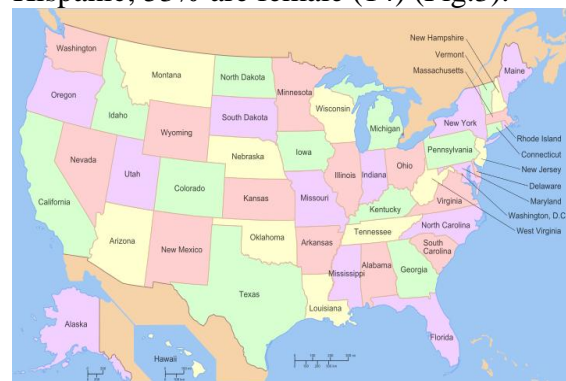 Hispanic, 35% are female (14) (Fig.3).
New Hampshire
Vermont
Massachusetts
Washington
Montana
North Dakota
Minnesota
Maine
Oregon
Idaho
South Dakota
Wisconsin
Michigan
New York
Wyoming
Rhode Island
Connecticut
Nevada
Nebraska
Iowa
Pennsylvania
New Jersey
Utah
Illinois
Indiana
Ohio
Delaware
Maryland
California
Colorado
Kansas
Missouri
Kentucky
Virginia
Washington, D.C
West Virginia
Arizona
New Mexico
Oklahoma
Arkansas
Tennessee
North Carolina
South
Carolina
Texas
Mississippi
Alabama
Georgia
Louisiana
Alaska
Hawaii
Florida